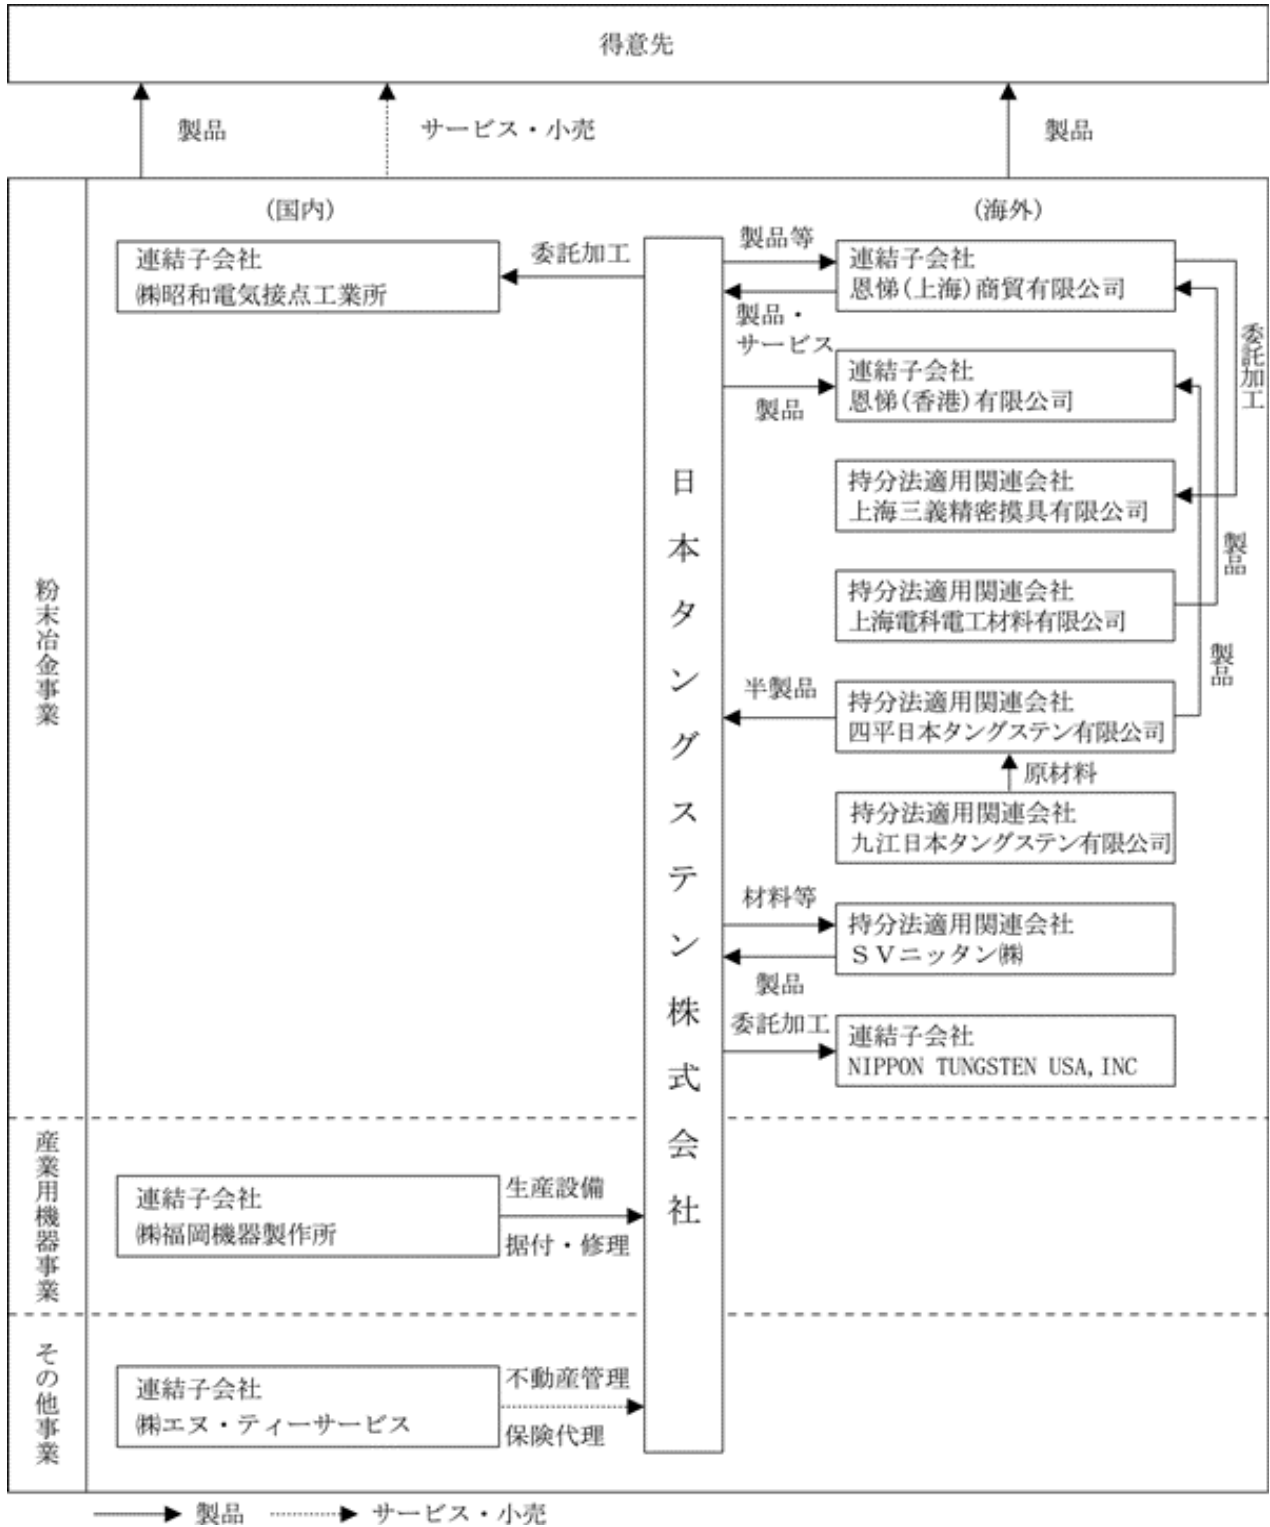 得意先
製品
サービス・小売
製品
粉末冶金事業
(国内)
(海外)
連結子会社
㈱昭和電気接点工業所
委託加工
日本タングステン株式会社
製品等
連結子会社
恩悌(上海)商貿有限公司
製品・
サービス
委託加工
連結子会社
恩悌(香港)有限公司
製品
持分法適用関連会社
上海三義精密摸具有限公司
製品
持分法適用関連会社
上海電科電工材料有限公司
製品
半製品
持分法適用関連会社
四平日本タングステン有限公司
原材料
持分法適用関連会社
九江日本タングステン有限公司
材料等
持分法適用関連会社
ＳＶニッタン㈱
製品
委託加工
連結子会社
NIPPON TUNGSTEN USA,INC
産業用機器事業
連結子会社
㈱福岡機器製作所
生産設備
据付・修理
その他事業
連結子会社
㈱エヌ・ティーサービス
不動産管理
保険代理
製品 サービス・小売